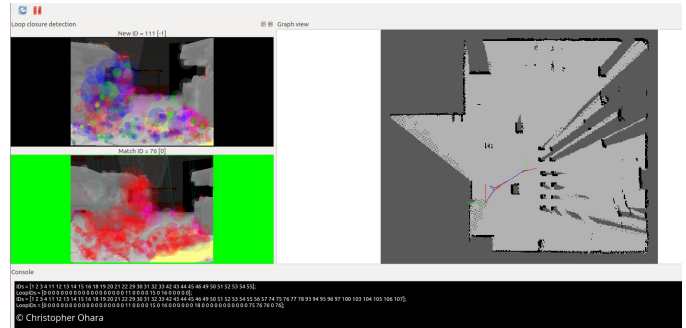 Loop closure detection
Graph view
New ID = 111 [-1]
Match ID = 76 [0]
Console
IDs = [1 2 3 4 11 12 13 14 15 16 18 19 20 21 22 29 30 31 32 33 42 43 44 45 46 49 50 51 52 53 54 55];
LoopIDs = [0 0 0 0 0 0 0 0 0 0 0 0 0 0 0 0 0 0 11 0 0 0 0 15 0 16 0 0 0 0 0];
IDs = [1 2 3 4 11 12 13 14 15 16 18 19 20 21 22 29 30 31 32 33 42 43 44 45 46 49 50 51 52 53 54 55 56 57 74 75 76 77 78 93 94 95 96 97 100 103 104 105 106 107];
LoopIDs = [0 0 0 0 0 0 0 0 0 0 0 0 0 0 0 0 0 0 11 0 0 0 0 15 0 16 0 0 0 0 0 0 18 0 0 0 0 0 0 0 0 0 0 75 76 76 0 76];
© Christopher Ohara